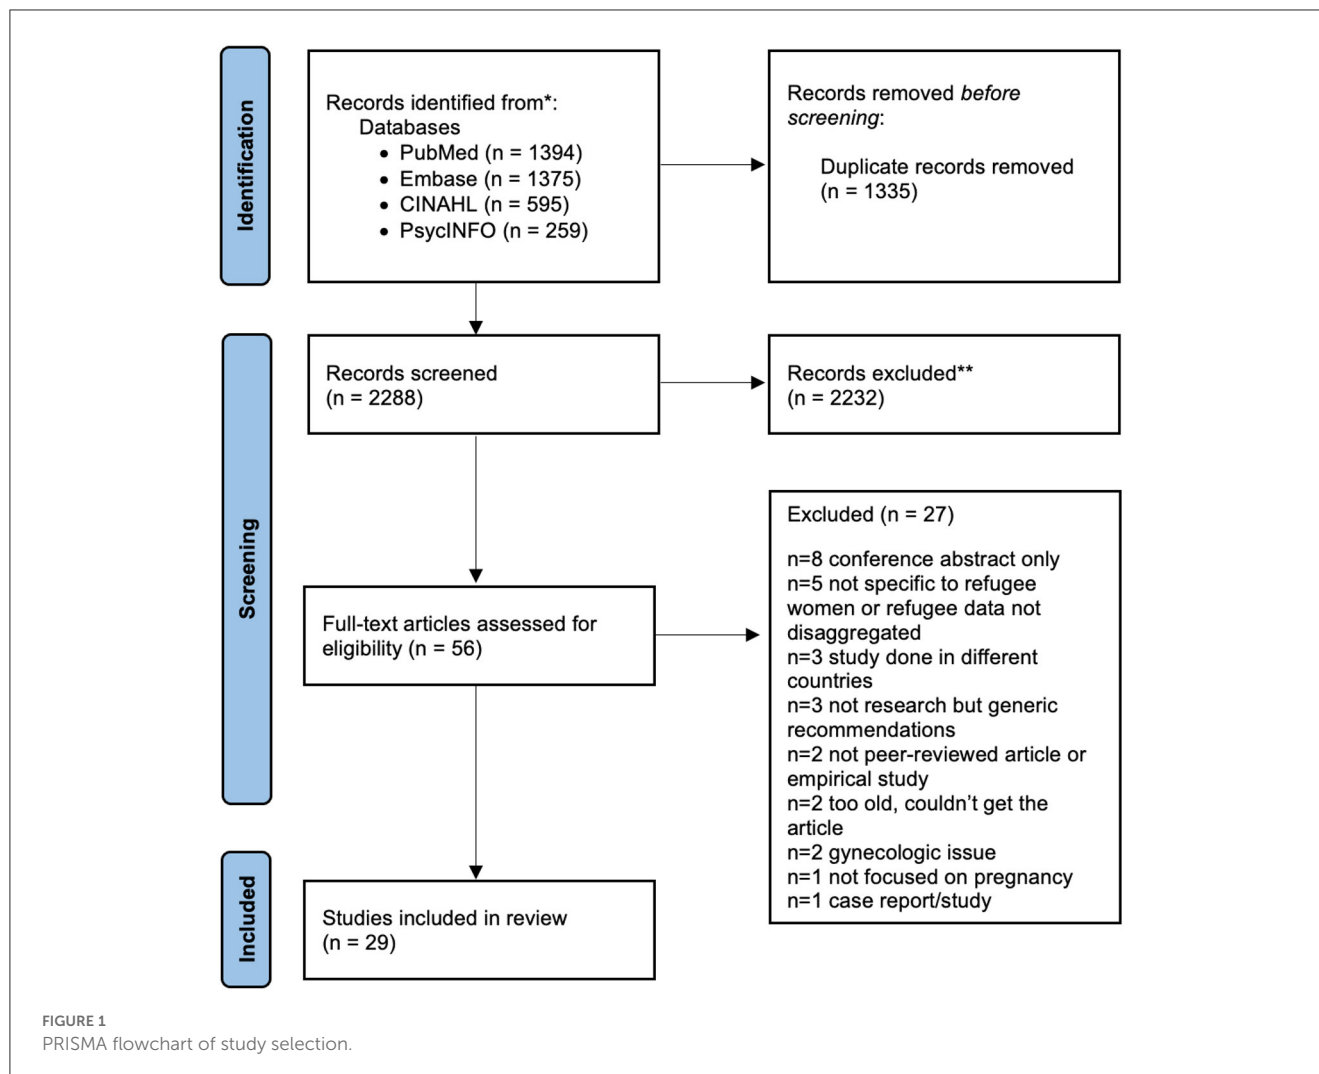 Identification
Records identified from*:
Databases
• PubMed (n = 1394)
• Embase (n = 1375)
• CINAHL (n = 595)
• PsycINFO (n = 259)
Records removed before
screening:
Duplicate records removed
(n = 1335)
Screening
Records screened
(n = 2288)
Records excluded**
(n = 2232)
Full-text articles assessed for
eligibility (n = 56)
Excluded (n = 27)
n=8 conference abstract only
n=5 not specific to refugee
women or refugee data not
disaggregated
n=3 study done in different
countries
n=3 not research but generic
recommendations
n=2 not peer-reviewed article or
empirical study
n=2 too old, couldn’t get the
article
n=2 gynecologic issue
n=1 not focused on pregnancy
n=1 case report/study
Included
Studies included in review
(n = 29)
FIGURE 1
PRISMA flowchart of study selection.